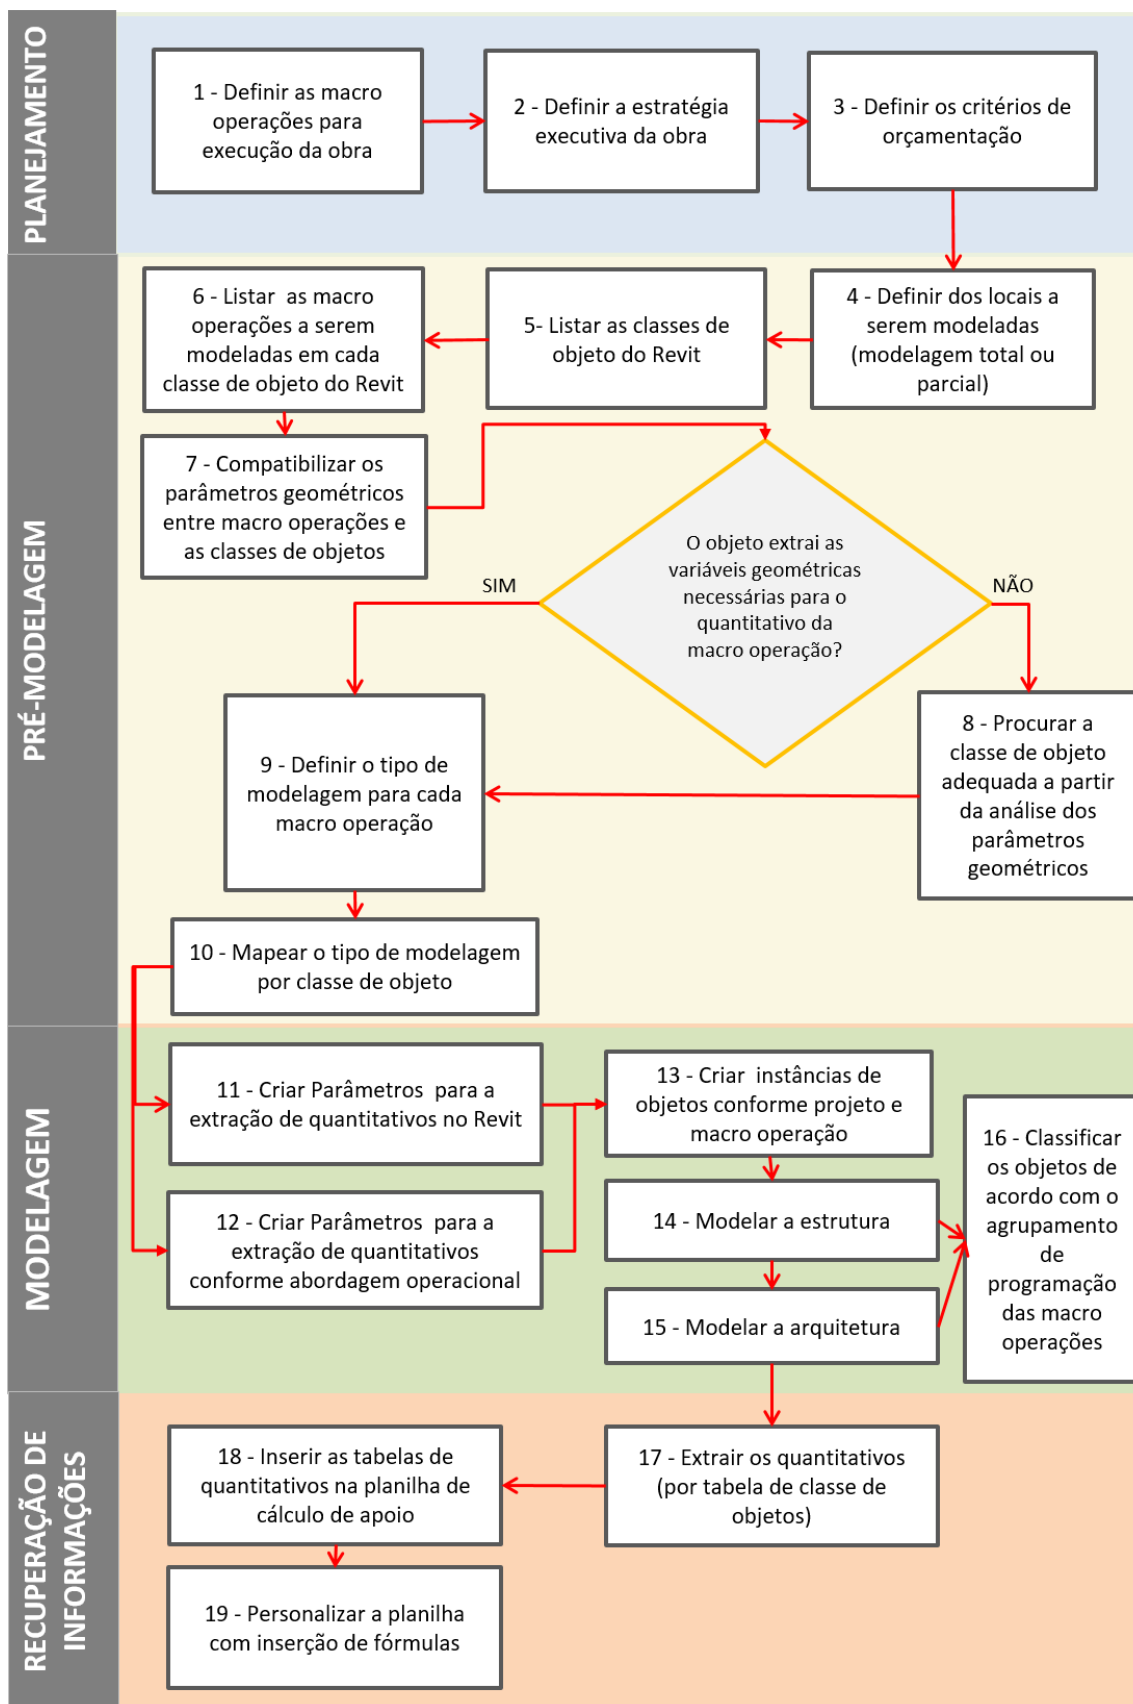 PLANEJAMENTO
1 - Definir as macro
operações para
execução da obra
2 - Definir a estratégia
executiva da obra
3 - Definir os critérios de
orçamentação
PRÉ-MODELAGEM
6 - Listar as macro
operações a serem
modeladas em cada
classe de objeto do Revit
5- Listar as classes de
objeto do Revit
4 - Definir dos locais a
serem modeladas
(modelagem total ou
parcial)
7 - Compatibilizar os
parâmetros geométricos
entre macro operações e
as classes de objetos
O objeto extrai as
variáveis geométricas
necessárias para o
quantitativo da
macro operação?
SIM
NÃO
9 - Definir o tipo de
modelagem para cada
macro operação
8 - Procurar a
classe de objeto
adequada a partir
da análise dos
parâmetros
geométricos
10 - Mapear o tipo de modelagem
por classe de objeto
MODELAGEM
11 - Criar Parâmetros para a
extração de quantitativos no Revit
12 - Criar Parâmetros para a
extração de quantitativos
conforme abordagem operacional
13 - Criar instâncias de
objetos conforme projeto e
macro operação
14 - Modelar a estrutura
15 - Modelar a arquitetura
16 - Classificar
os objetos de
acordo com o
agrupamento
de
programação
das macro
operações
RECUPERAÇÃO DE
INFORMAÇÕES
18 - Inserir as tabelas de
quantitativos na planilha de
cálculo de apoio
17 - Extrair os quantitativos
(por tabela de classe de
objetos)
19 - Personalizar a planilha
com inserção de fórmulas